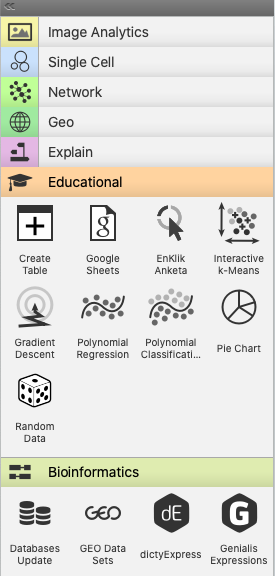 Image Analytics
Single Cell
Network
Geo
Explain
Educational
Create
Table
Google
Sheets
EnKlik
Anketa
Interactive
k-Means
Gradient
Descent
Polynomial
Regression
Polynomial
Classificati...
Pie Chart
Random
Data
Bioinformatics
Databases
Update
GEO Data
Sets
dictyExpress
Genialis
Expressions